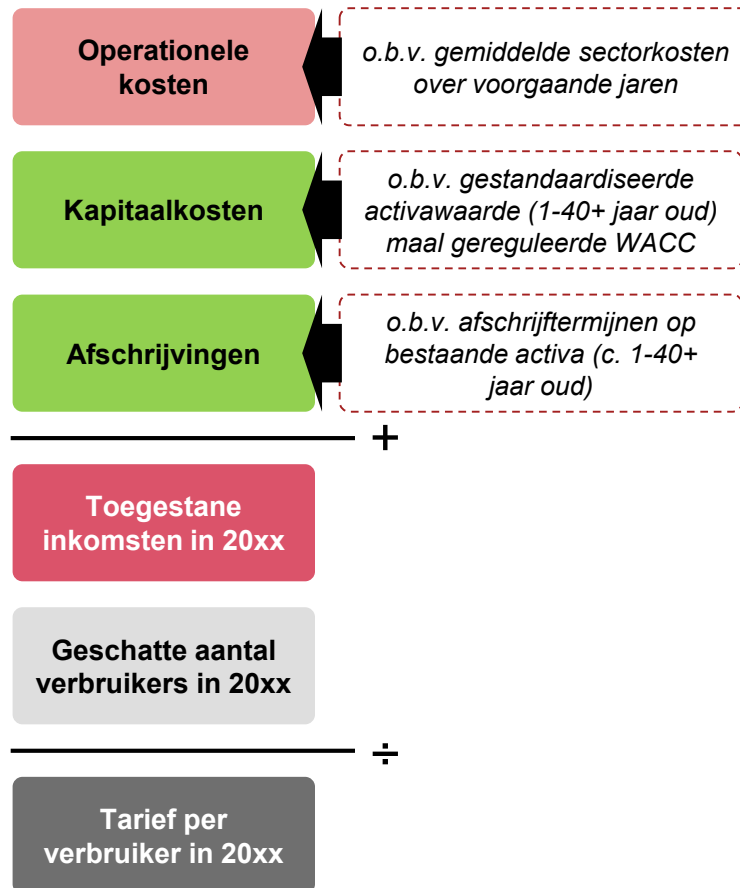 Operationele
kosten
o.b.v. gemiddelde sectorkosten
over voorgaande jaren
Kapitaalkosten
o.b.v. gestandaardiseerde
activawaarde (1-40+ jaar oud)
maal gereguleerde WACC
Afschrijvingen
o.b.v. afschrijftermijnen op
bestaande activa (c. 1-40+
jaar oud)
+
Toegestane
inkomsten in 20xx
Geschatte aantal
verbruikers in 20xx
÷
Tarief per
verbruiker in 20xx